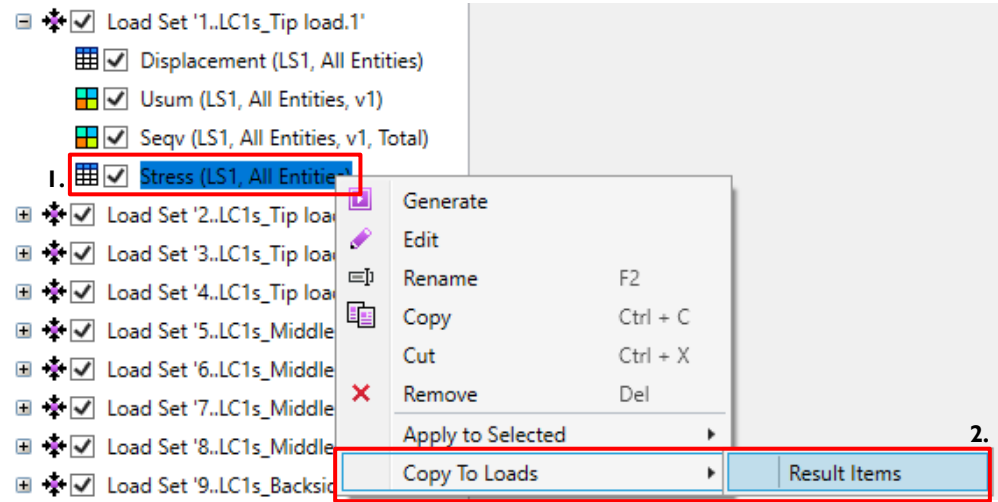 Load Set '1..LC1s_Tip load.1'
Displacement (LS1, All Entities)
Usum (LS1, All Entities, v1)
Seqv (LS1, All Entities, v1, Total)
1. Stress (LS1, All Entities)
Load Set '2..LC1s_Tip loa
Load Set '3..LC1s_Tip loa
Load Set '4..LC1s_Tip loa
Load Set '5..LC1s_Middle
Load Set '6..LC1s_Middle
Load Set '7..LC1s_Middle
Load Set '8..LC1s_Middle
Load Set '9..LC1s_Backsid
Generate
Edit
Rename F2
Copy Ctrl + C
Cut Ctrl + X
Remove Del
Apply to Selected
2.
Copy To Loads
Result Items